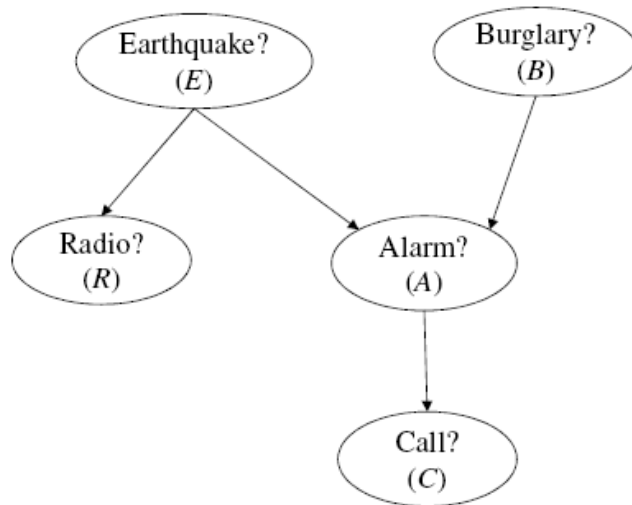 Earthquake?
(E)
Burglary?
(B)
Radio?
(R)
Alarm?
(A)
Call?
(C)